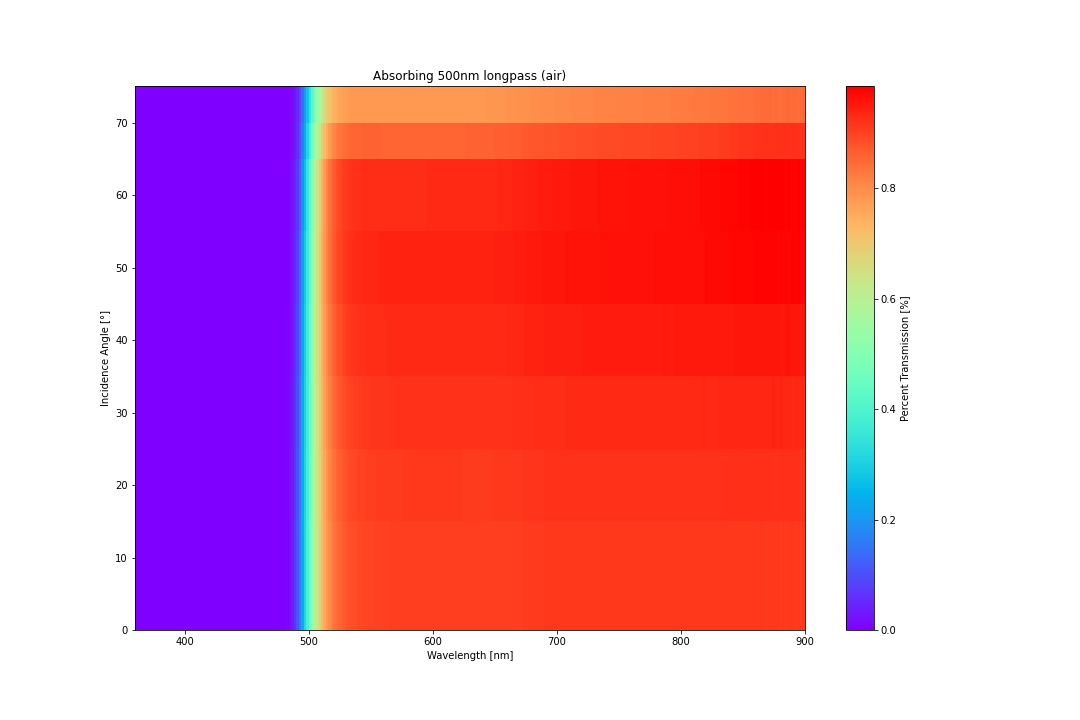 Absorbing 500nm longpass (air)
Incidence Angle [°]
70
60
50
40
30
20
10
0
400 500 600 700 800 900
Wavelength [nm]
0.8
0.6
0.4
0.2
0.0
Percent Transmission [%]